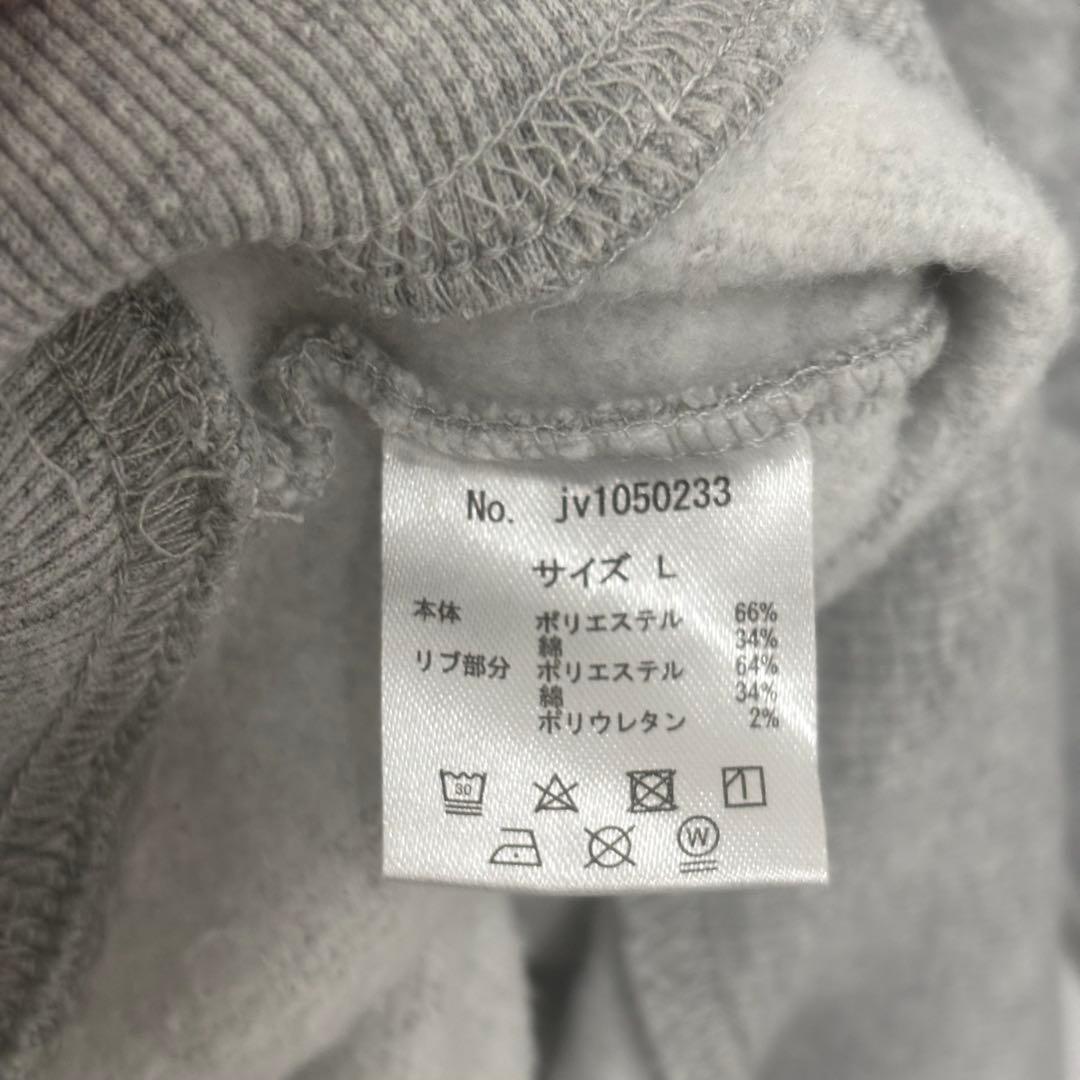 No. jv1050233
サイズ L
本体 ポリエステル 66%
綿 34%
リブ部分 ポリエステル 64%
綿 34%
ポリウレタン 2%
30
W